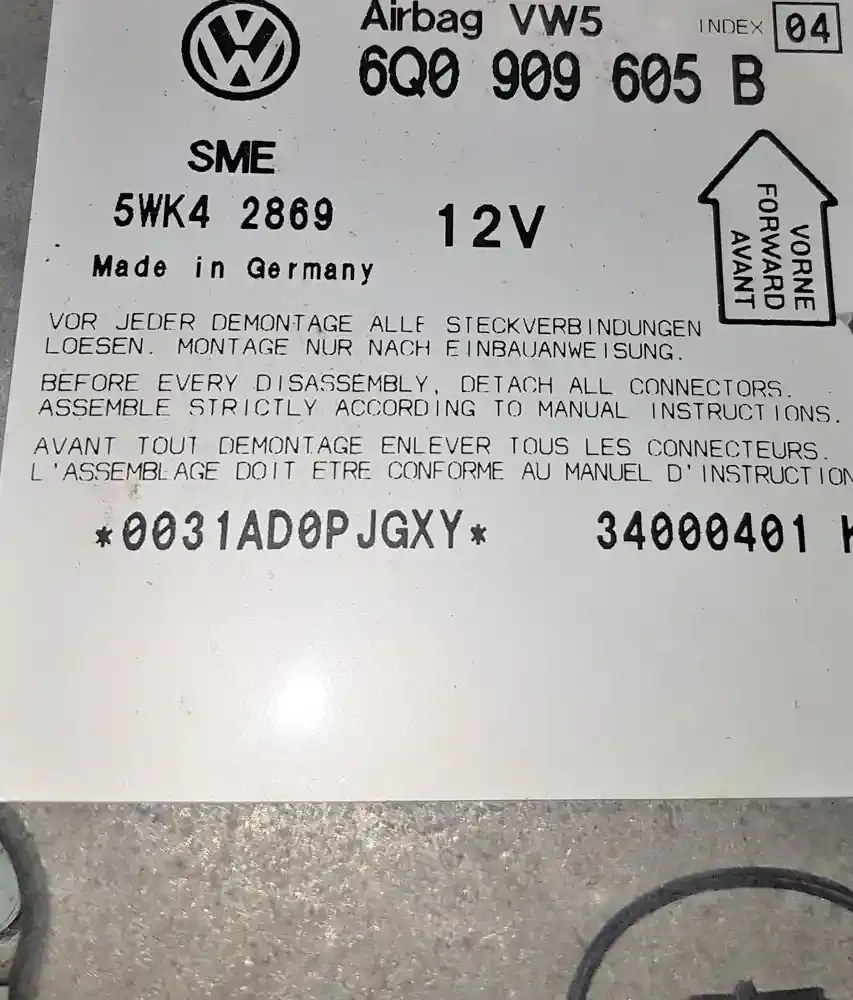 Airbag VW5 INDEX 04
6Q0 909 605 B
SME
5WK4 2869 12V
Made in Germany
VORNE
FORWARD
AVANT
VOR JEDER DEMONTAGE ALLE STECKVERBINDUNGEN
LOESEN. MONTAGE NUR NACH EINBAUANWEISUNG.
BEFORE EVERY DISASSEMBLY, DETACH ALL CONNECTORS.
ASSEMBLE STRICTLY ACCORDING TO MANUAL INSTRUCTIONS.
AVANT TOUT DEMONTAGE ENLEVER TOUS LES CONNECTEURS.
L'ASSEMBLAGE DOIT ETRE CONFORME AU MANUEL D'INSTRUCTION
*0031AD0PJGXY* 34000401